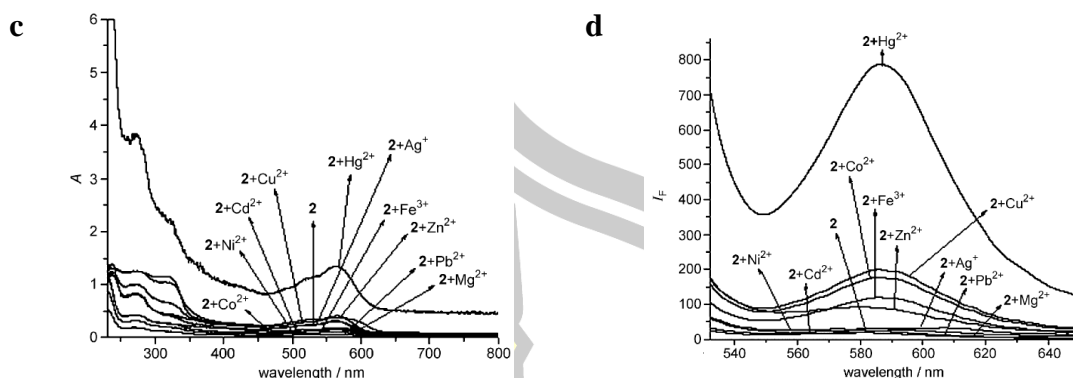 c
6
5
4
3
2
1
0
A
2+Ag⁺
2+Hg²⁺
2+Cu²⁺
2
2+Fe³⁺
2+Cd²⁺
2+Zn²⁺
2+Ni²⁺
2+Pb²⁺
2+Co²⁺
2+Mg²⁺
300 400 500 600 700 800
wavelength / nm
d
2+Hg²⁺
800
700
600
500
400
300
200
100
0
I_F
2+Co²⁺
2+Fe³⁺
2+Cu²⁺
2
2+Zn²⁺
2+Ni²⁺
2+Cd²⁺
2+Ag⁺
2+Pb²⁺
2+Mg²⁺
540 560 580 600 620 640
wavelength / nm